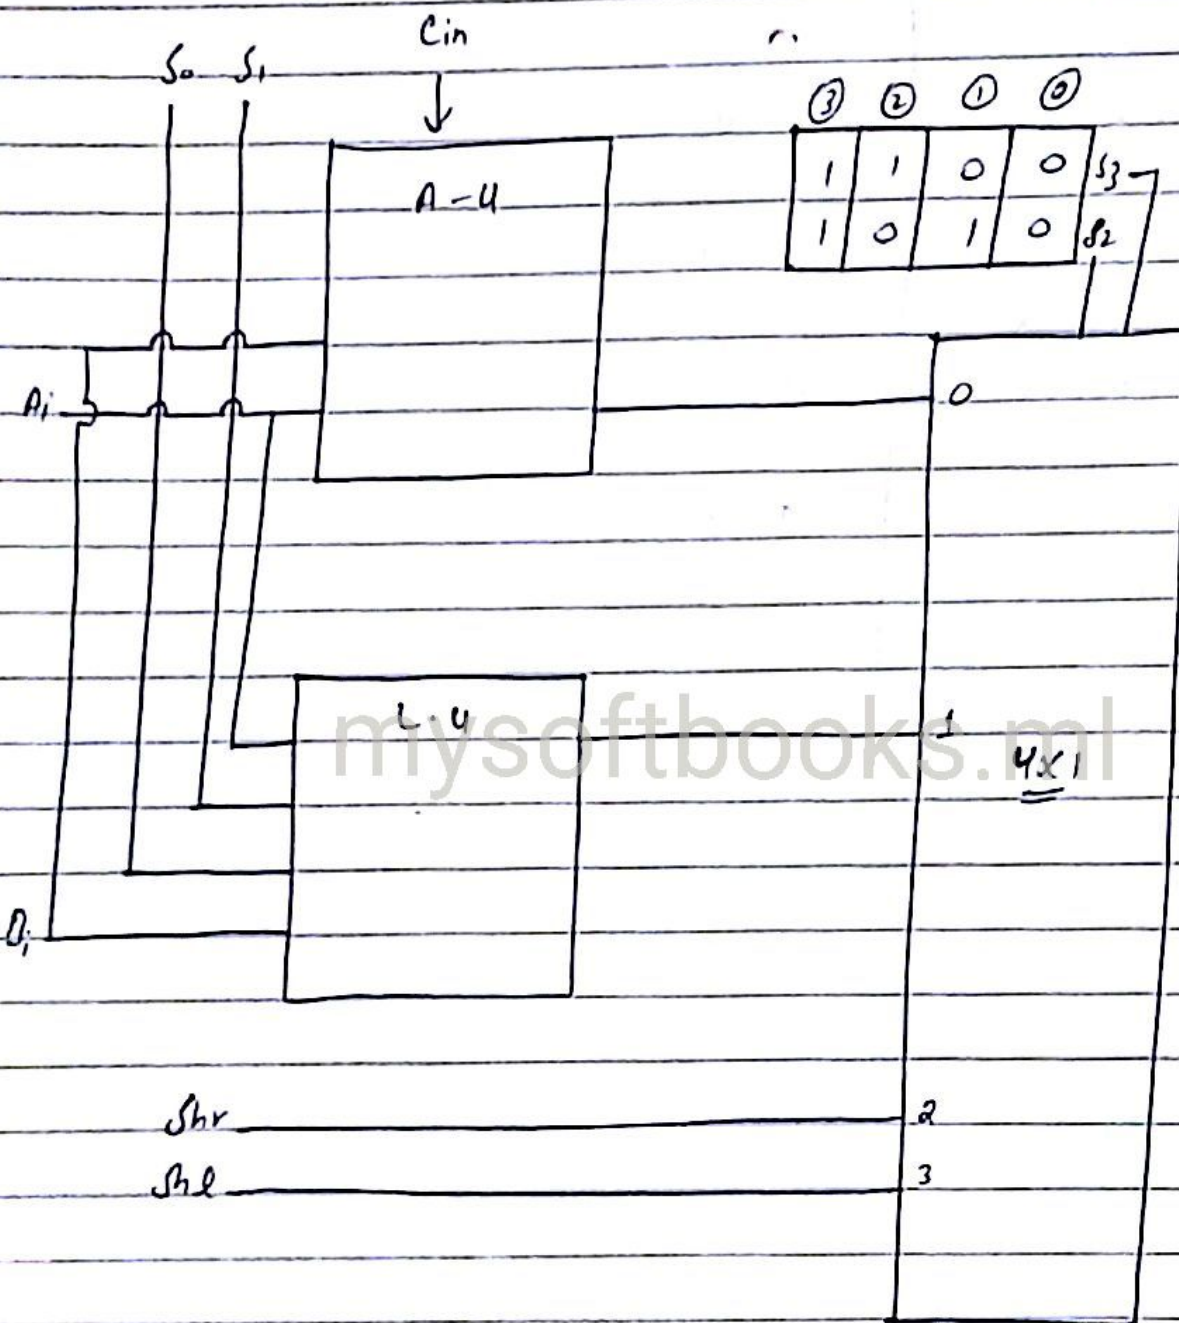 Cin
S0 S1
③ ② ① ⓪
A-U
1 1 0 0 S3
1 0 1 0 S2
Ai
0
L.U
1
mysoftbooks.ml
4x1
Bi
Shr
2
Shl
3